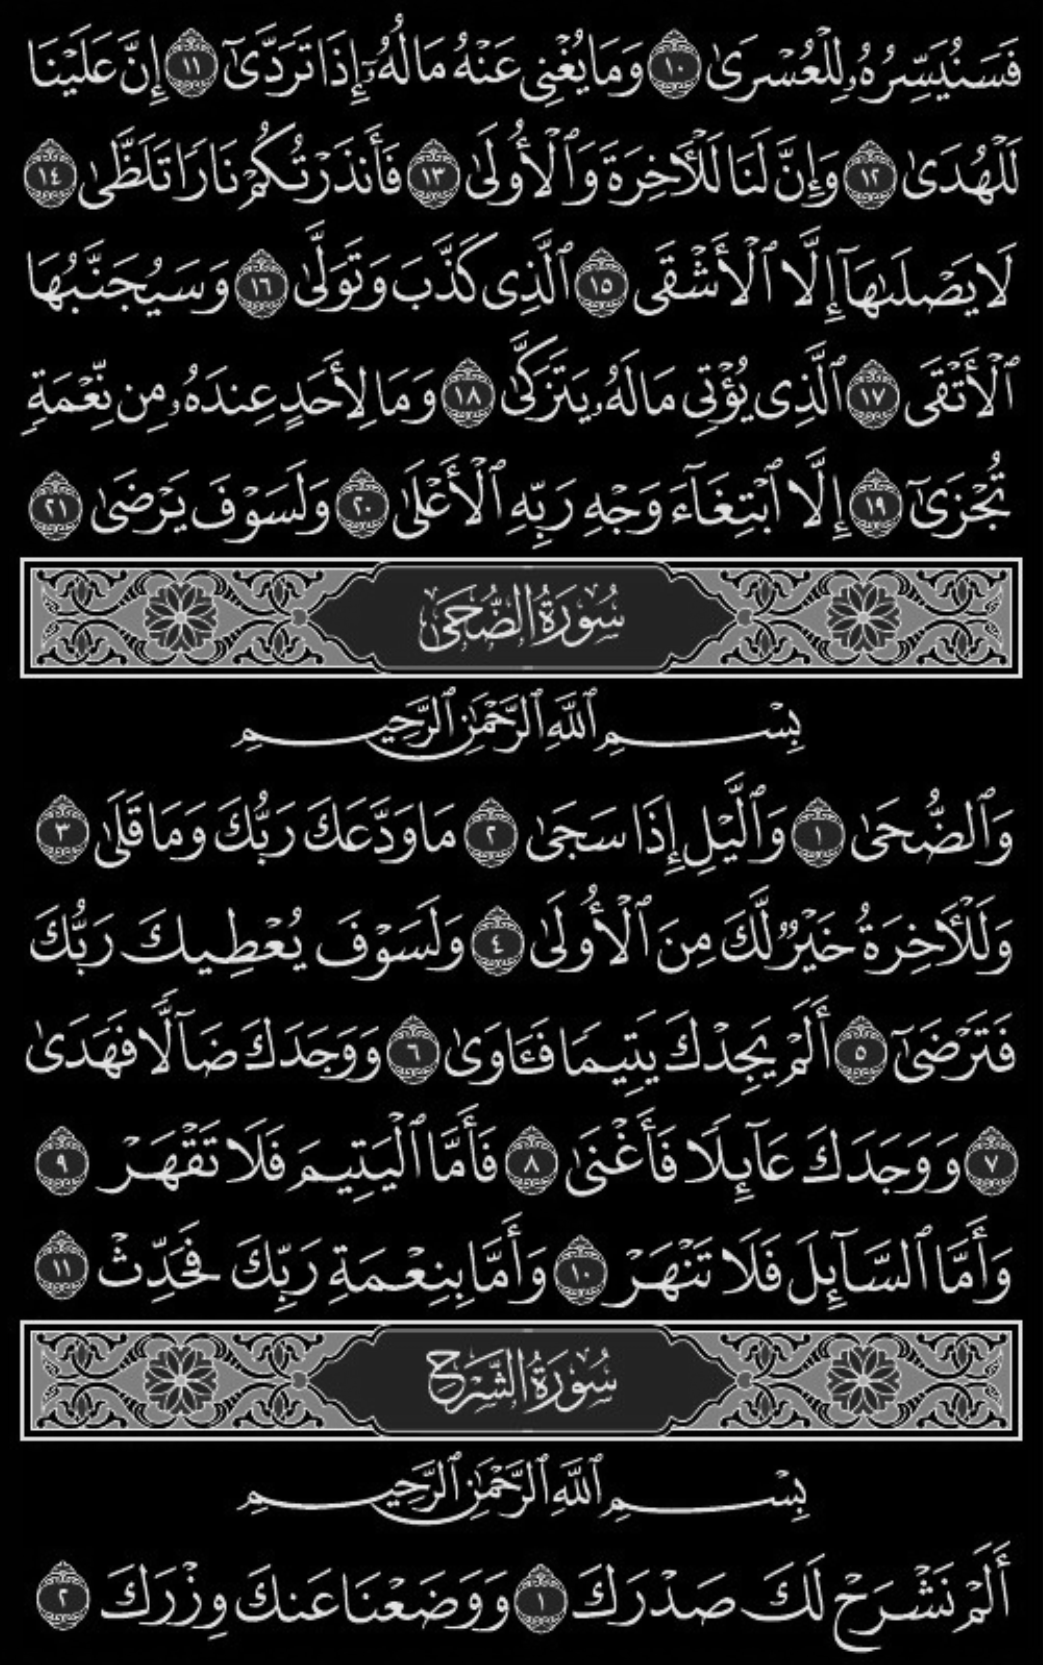 فَسَنُيَسِّرُهُۥ لِلْعُسْرَىٰ ١٠ وَمَا يُغْنِى عَنْهُ مَالُهُۥٓ إِذَا تَرَدَّىٰٓ ١١ إِنَّ عَلَيْنَا
لَلْهُدَىٰ ١٢ وَإِنَّ لَنَا لَلْـَٔاخِرَةَ وَٱلْأُولَىٰ ١٣ فَأَنذَرْتُكُمْ نَارًا تَلَظَّىٰ ١٤
لَا يَصْلَىٰهَآ إِلَّا ٱلْأَشْقَى ١٥ ٱلَّذِى كَذَّبَ وَتَوَلَّىٰ ١٦ وَسَيُجَنَّبُهَا
ٱلْأَتْقَى ١٧ ٱلَّذِى يُؤْتِى مَالَهُۥ يَتَزَكَّىٰ ١٨ وَمَا لِأَحَدٍ عِندَهُۥ مِن نِّعْمَةٍ
تُجْزَىٰٓ ١٩ إِلَّا ٱبْتِغَآءَ وَجْهِ رَبِّهِ ٱلْأَعْلَىٰ ٢٠ وَلَسَوْفَ يَرْضَىٰ ٢١
سُورَةُ الضُّحَىٰ
بِسْمِ ٱللَّهِ ٱلرَّحْمَٰنِ ٱلرَّحِيمِ
وَٱلضُّحَىٰ ١ وَٱلَّيْلِ إِذَا سَجَىٰ ٢ مَا وَدَّعَكَ رَبُّكَ وَمَا قَلَىٰ ٣
وَلَلْـَٔاخِرَةُ خَيْرٌ لَّكَ مِنَ ٱلْأُولَىٰ ٤ وَلَسَوْفَ يُعْطِيكَ رَبُّكَ
فَتَرْضَىٰٓ ٥ أَلَمْ يَجِدْكَ يَتِيمًا فَـَٔاوَىٰ ٦ وَوَجَدَكَ ضَآلًّا فَهَدَىٰ
٧ وَوَجَدَكَ عَآئِلًا فَأَغْنَىٰ ٨ فَأَمَّا ٱلْيَتِيمَ فَلَا تَقْهَرْ ٩
وَأَمَّا ٱلسَّآئِلَ فَلَا تَنْهَرْ ١٠ وَأَمَّا بِنِعْمَةِ رَبِّكَ فَحَدِّثْ ١١
سُورَةُ الشَّرْحِ
بِسْمِ ٱللَّهِ ٱلرَّحْمَٰنِ ٱلرَّحِيمِ
أَلَمْ نَشْرَحْ لَكَ صَدْرَكَ ١ وَوَضَعْنَا عَنكَ وِزْرَكَ ٢